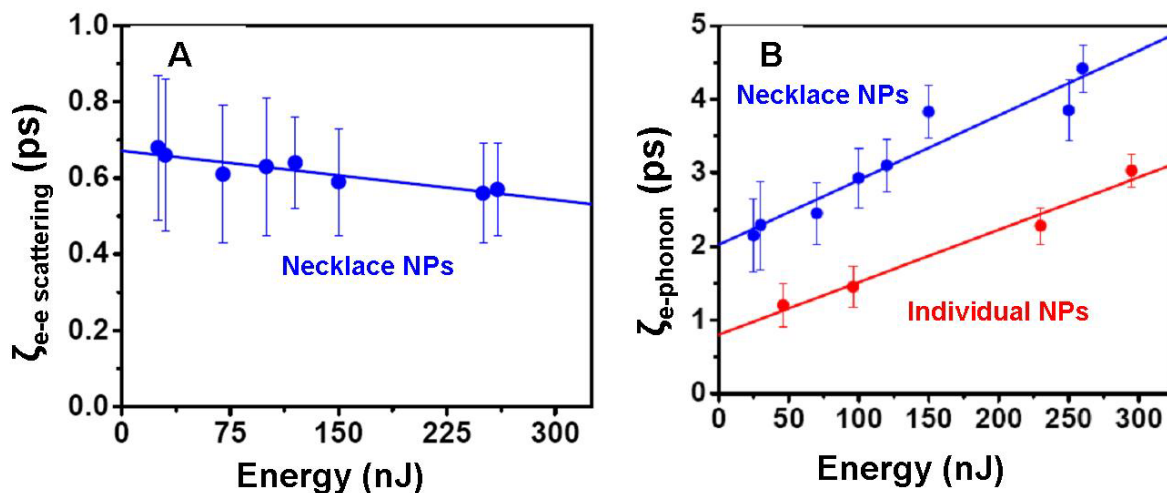 A
1.0
0.8
0.6
0.4
0.2
0.0
ζe-e scattering (ps)
Necklace NPs
0 75 150 225 300
Energy (nJ)
B
5
4
3
2
1
0
ζe-phonon (ps)
Necklace NPs
Individual NPs
0 50 100 150 200 250 300
Energy (nJ)